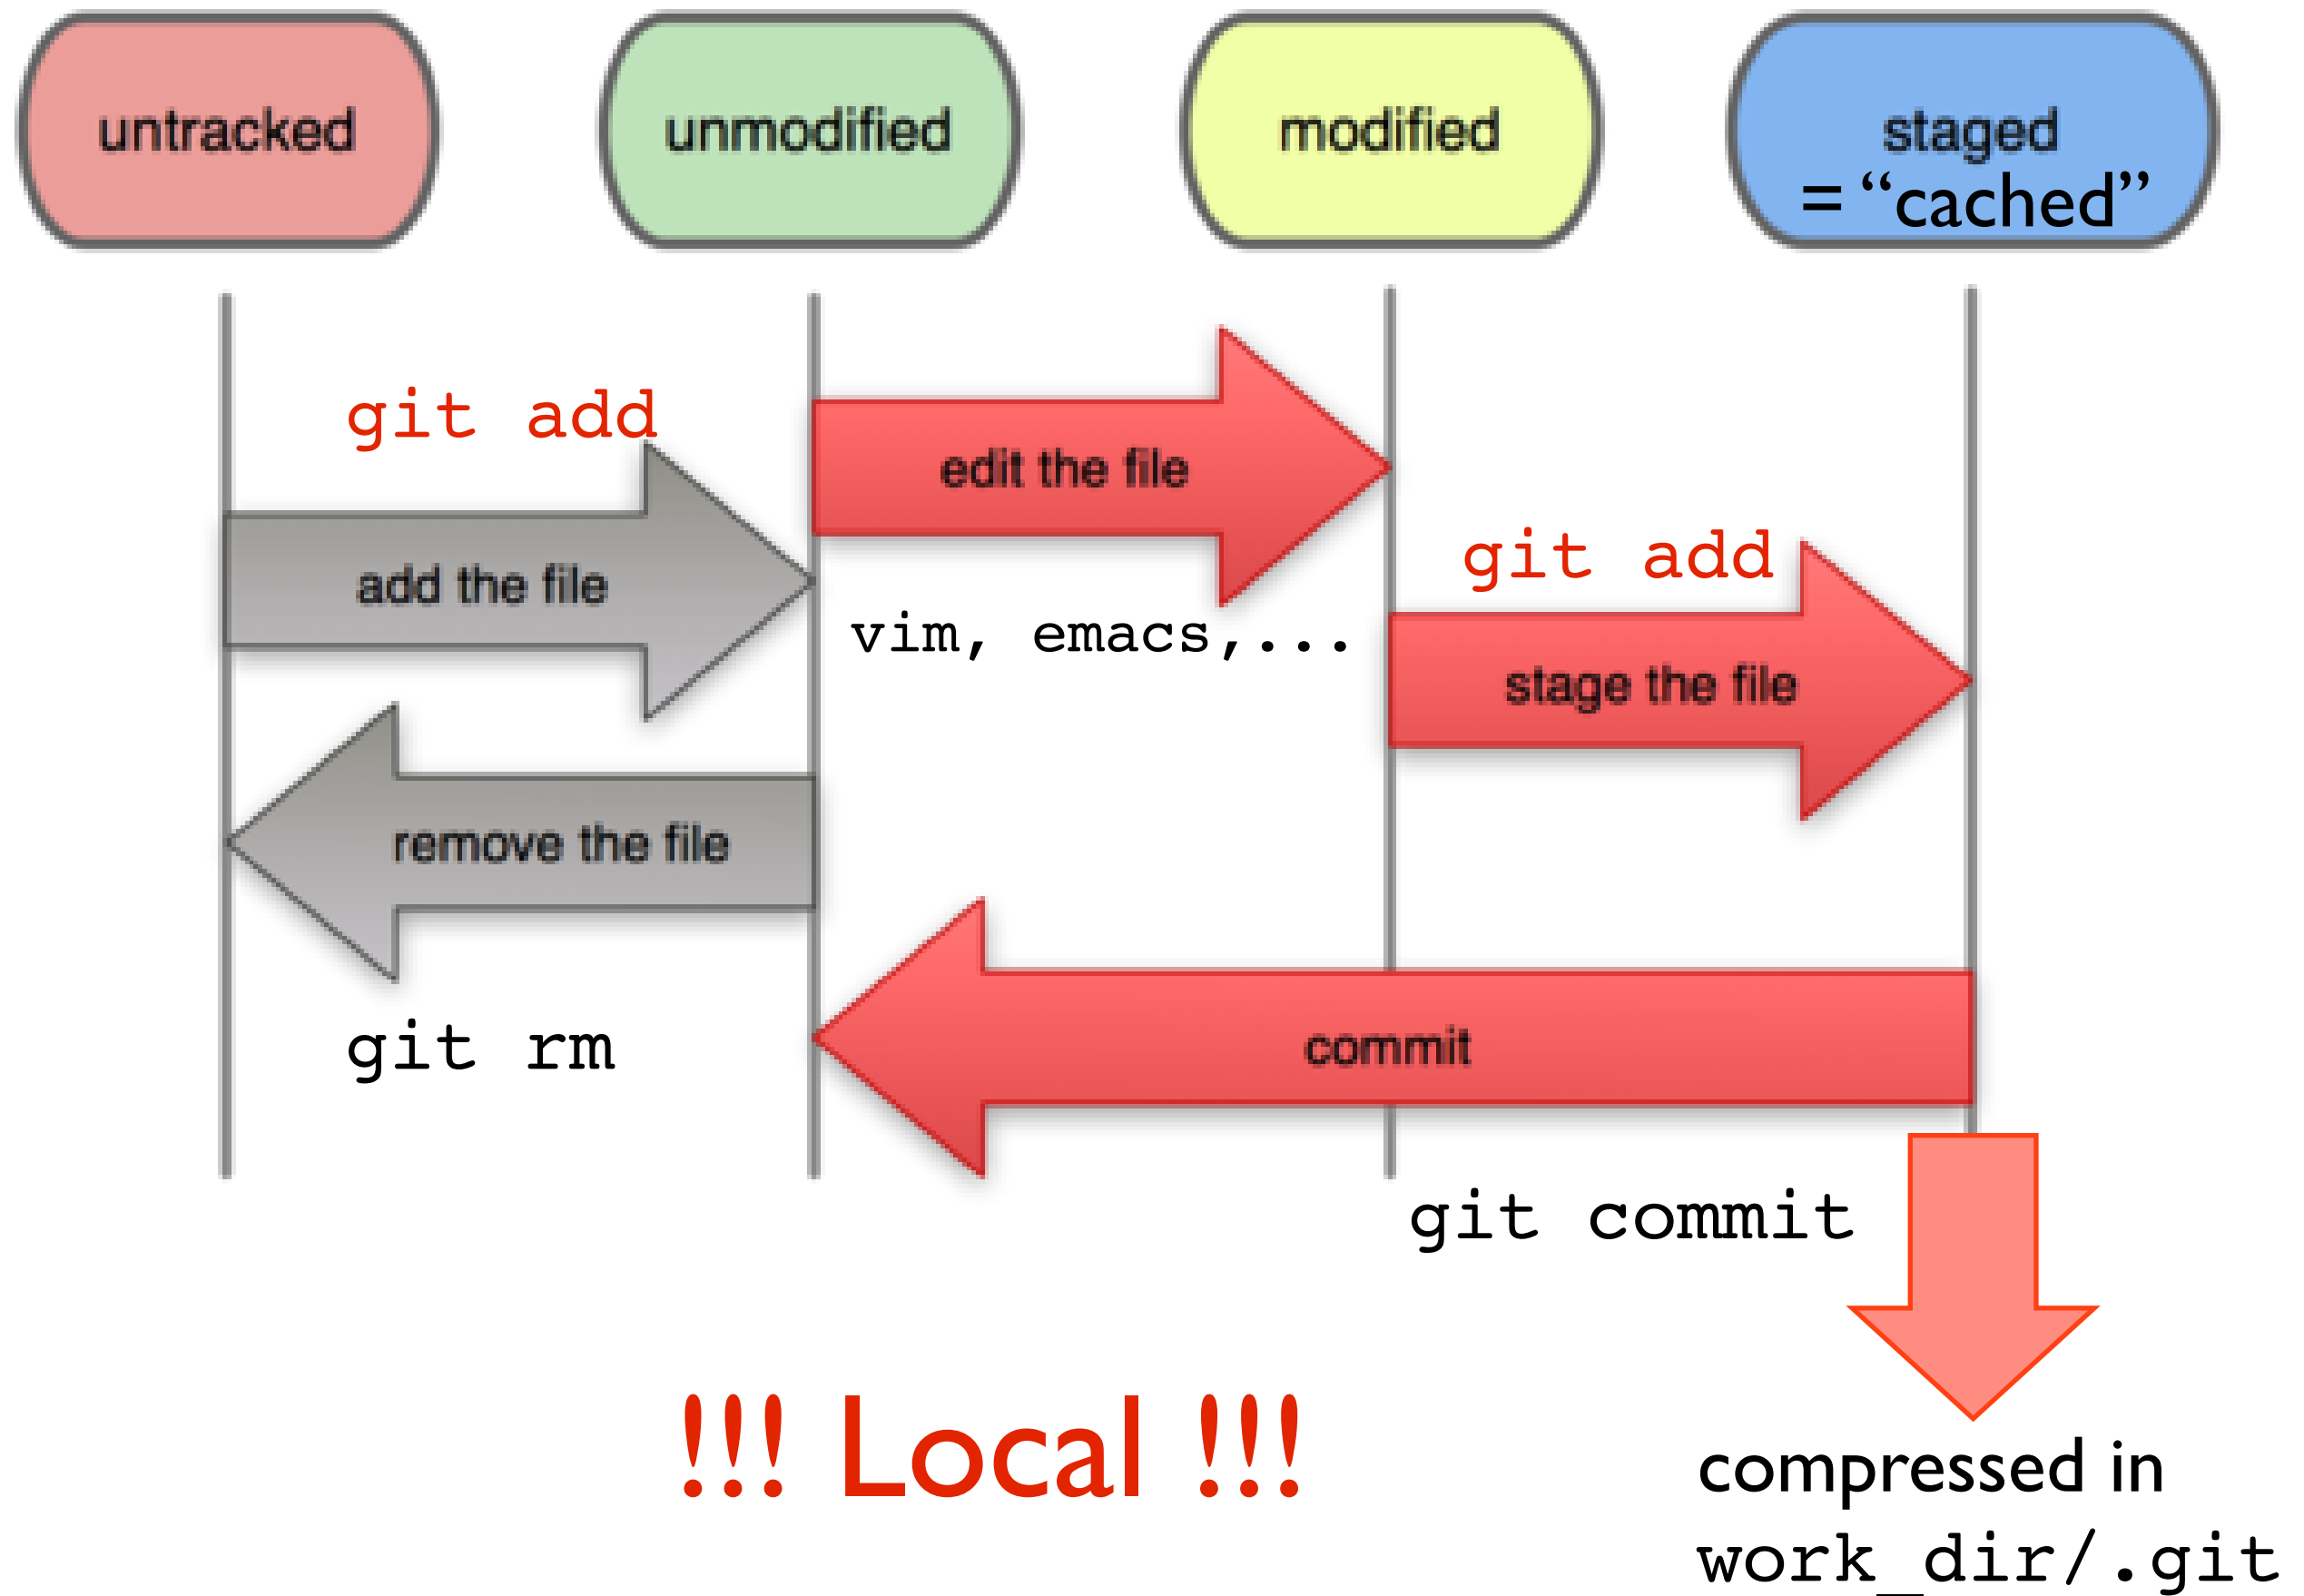 untracked
unmodified
modified
staged
= “cached”
git add
edit the file
git add
add the file
vim, emacs,...
stage the file
remove the file
git rm
commit
git commit
!!! Local !!!
compressed in
work_dir/.git